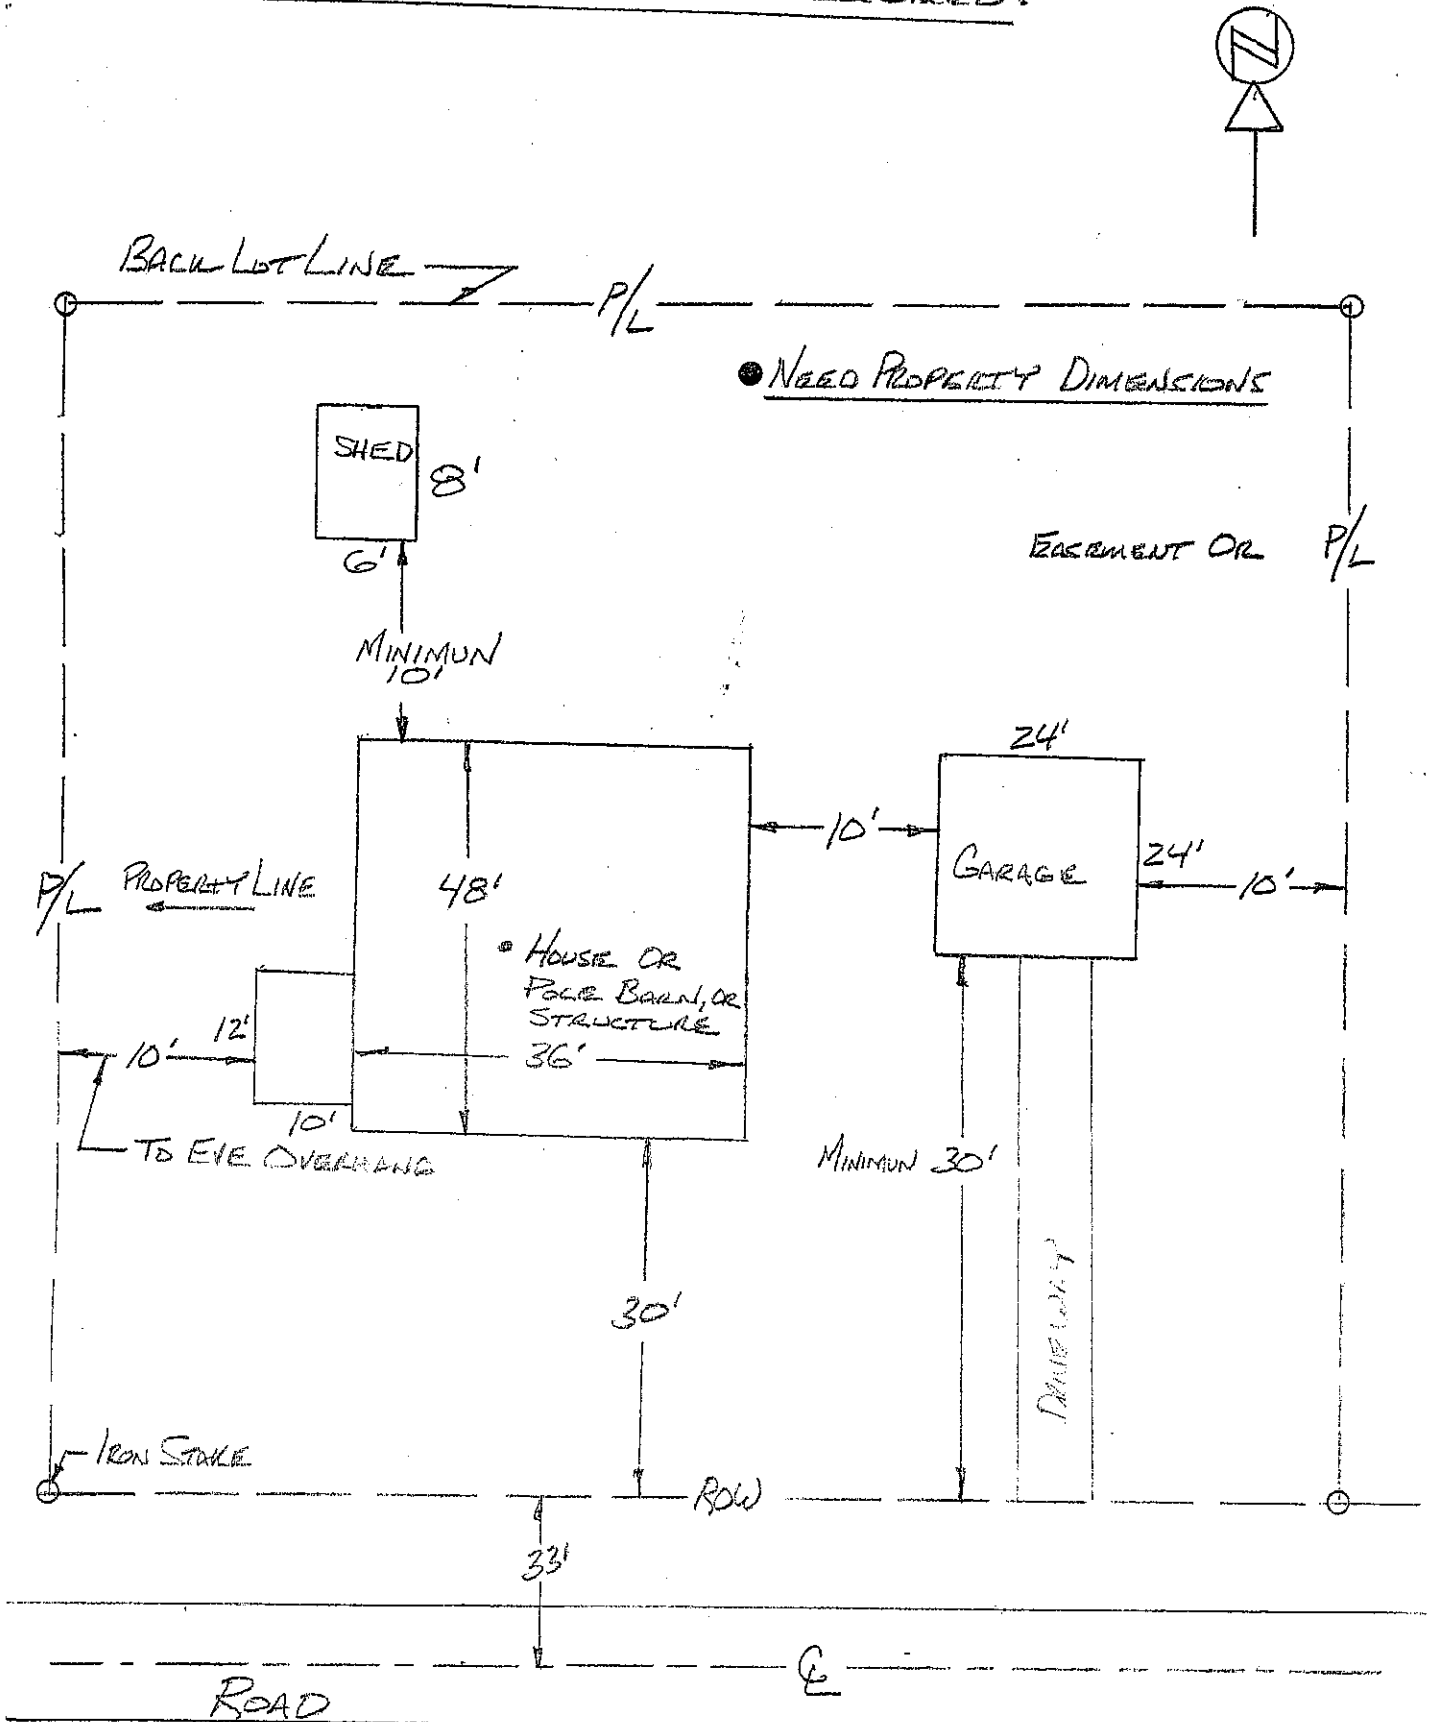 N
BACK LOT LINE
P/L
NEED PROPERTY DIMENSIONS
SHED
8'
6'
EASEMENT OR P/L
MINIMUN
10'
24'
10'
GARAGE
24'
10'
P/L PROPERTY LINE
48'
• HOUSE OR
POLE BARN, OR
STRUCTURE
36'
12'
10'
10'
TO EVE OVERHANG
MINIMUN 30'
30'
DRIVEWAY
IRON STAKE
ROW
33'
CL
ROAD